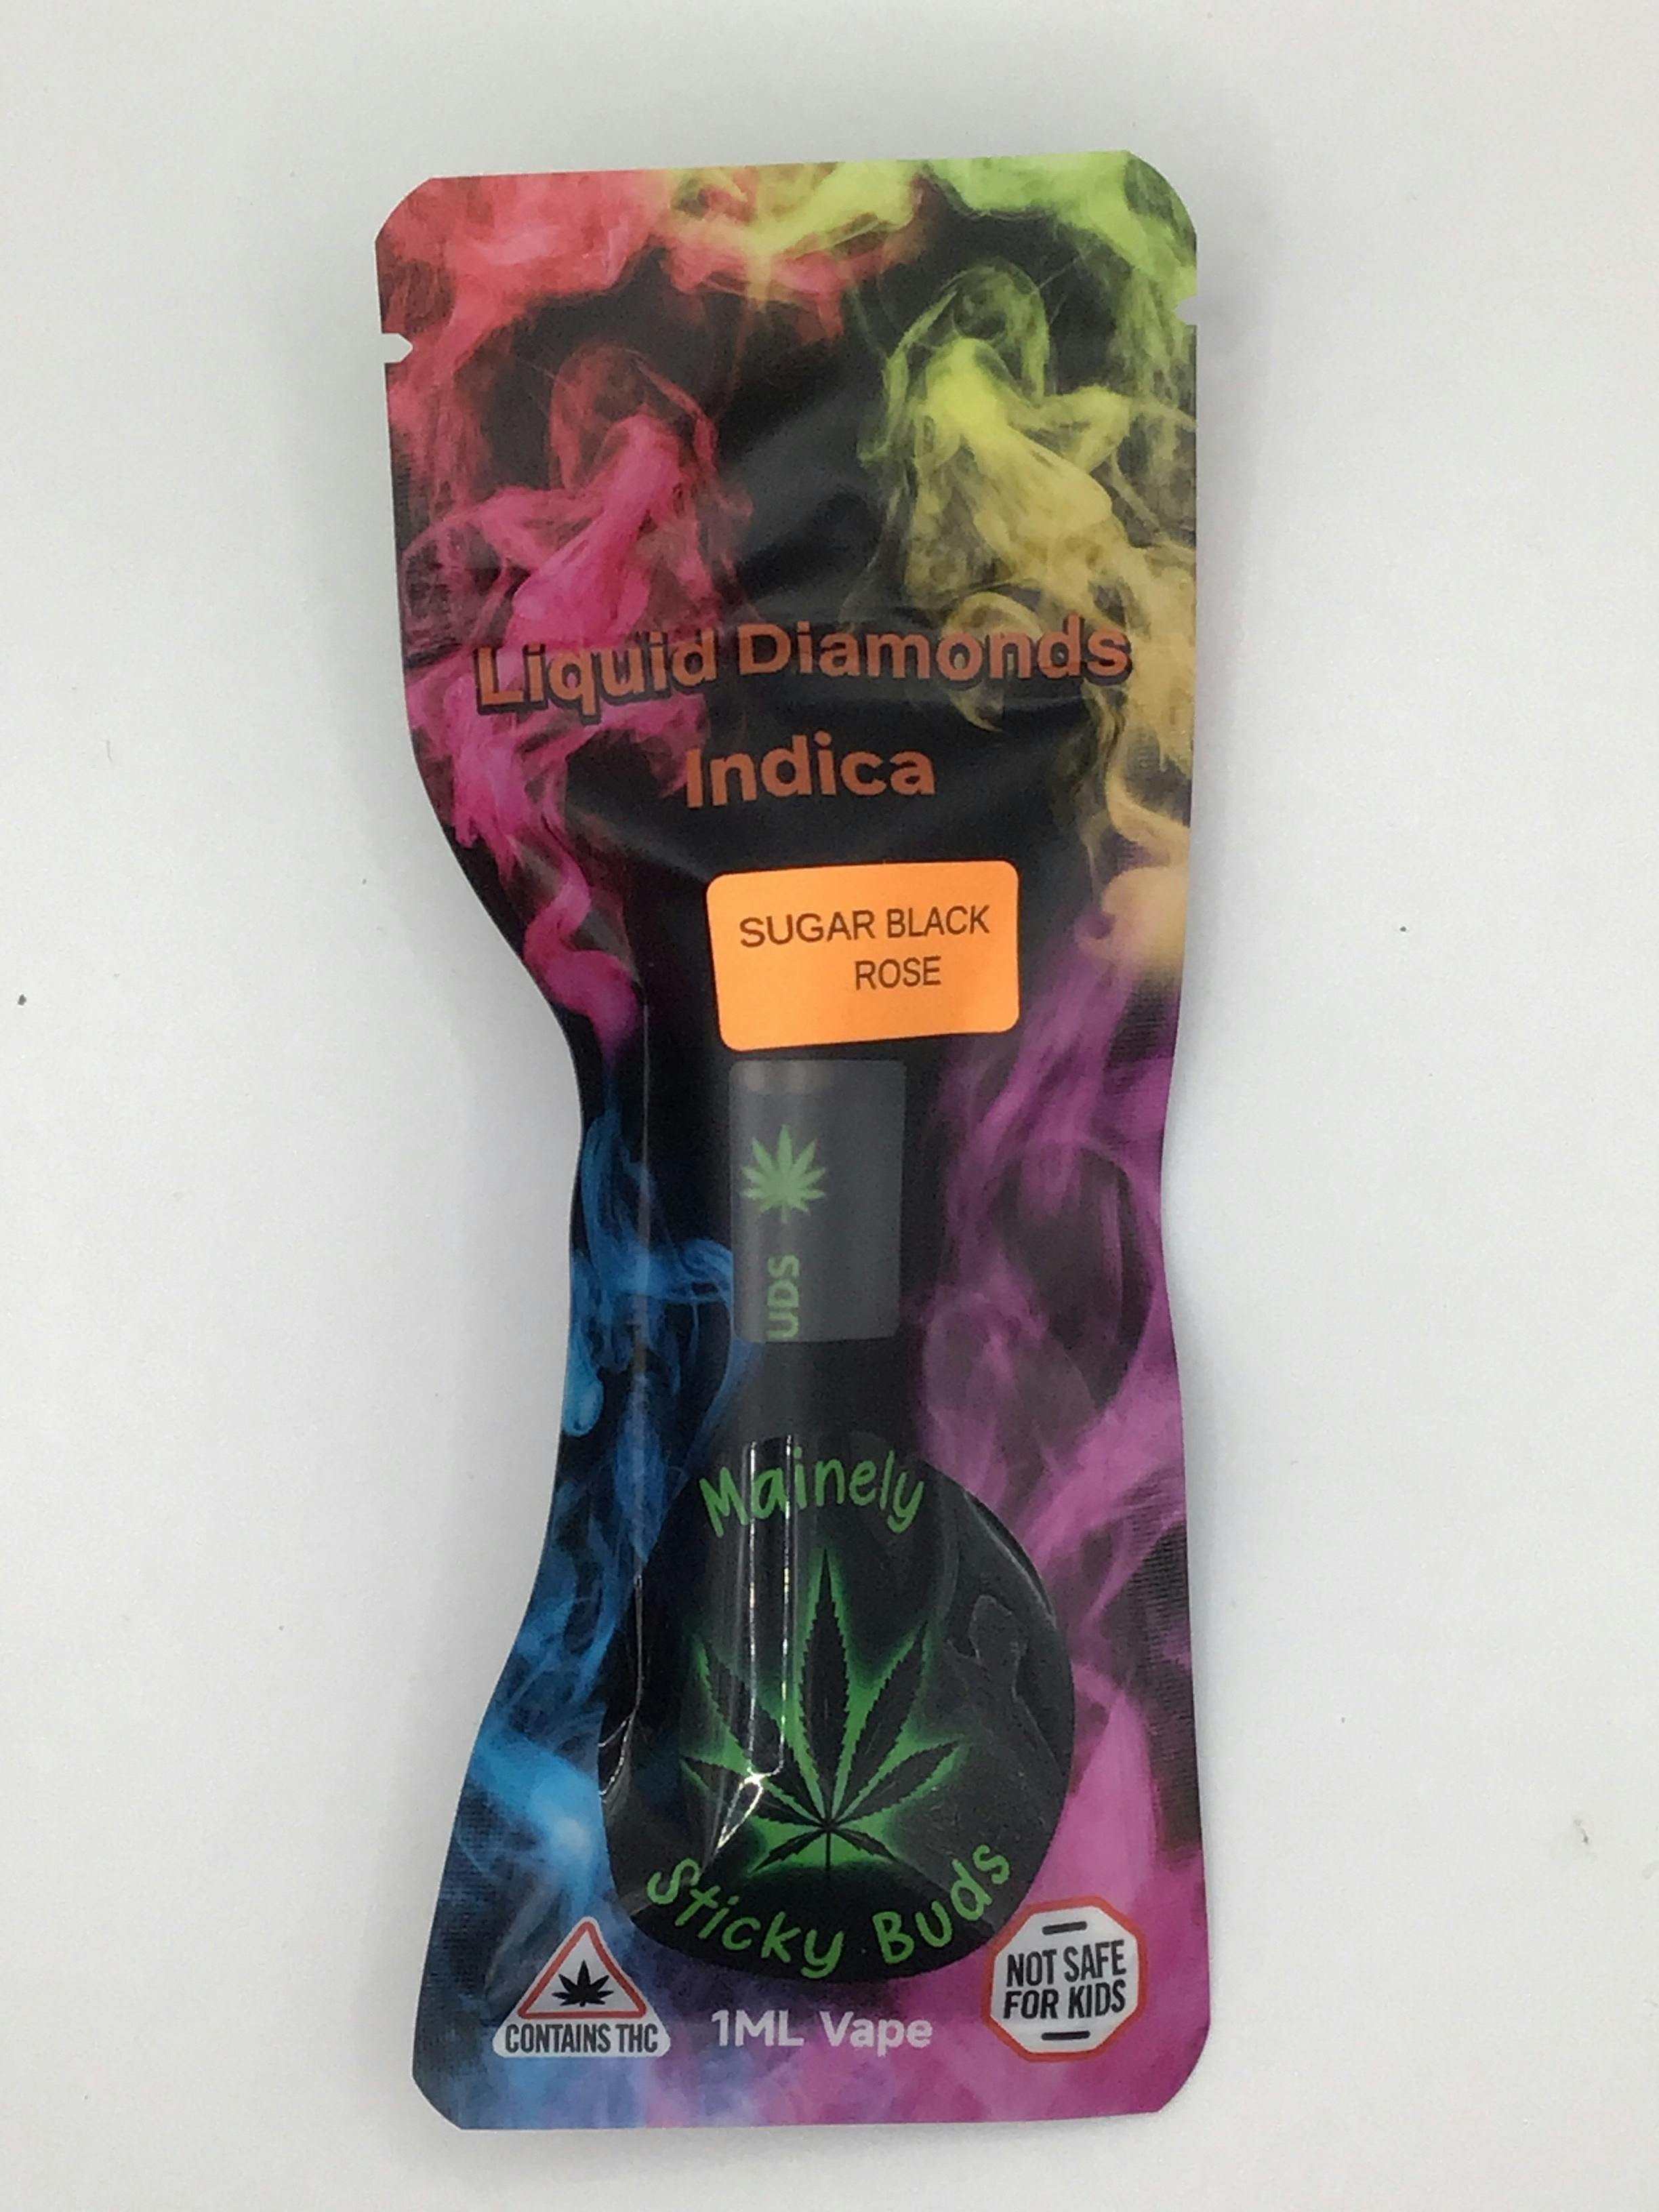 Liquid Diamonds
Indica
SUGAR BLACK
ROSE
UDS
Mainely
Sticky Buds
CONTAINS THC
1ML Vape
NOT SAFE
FOR KIDS